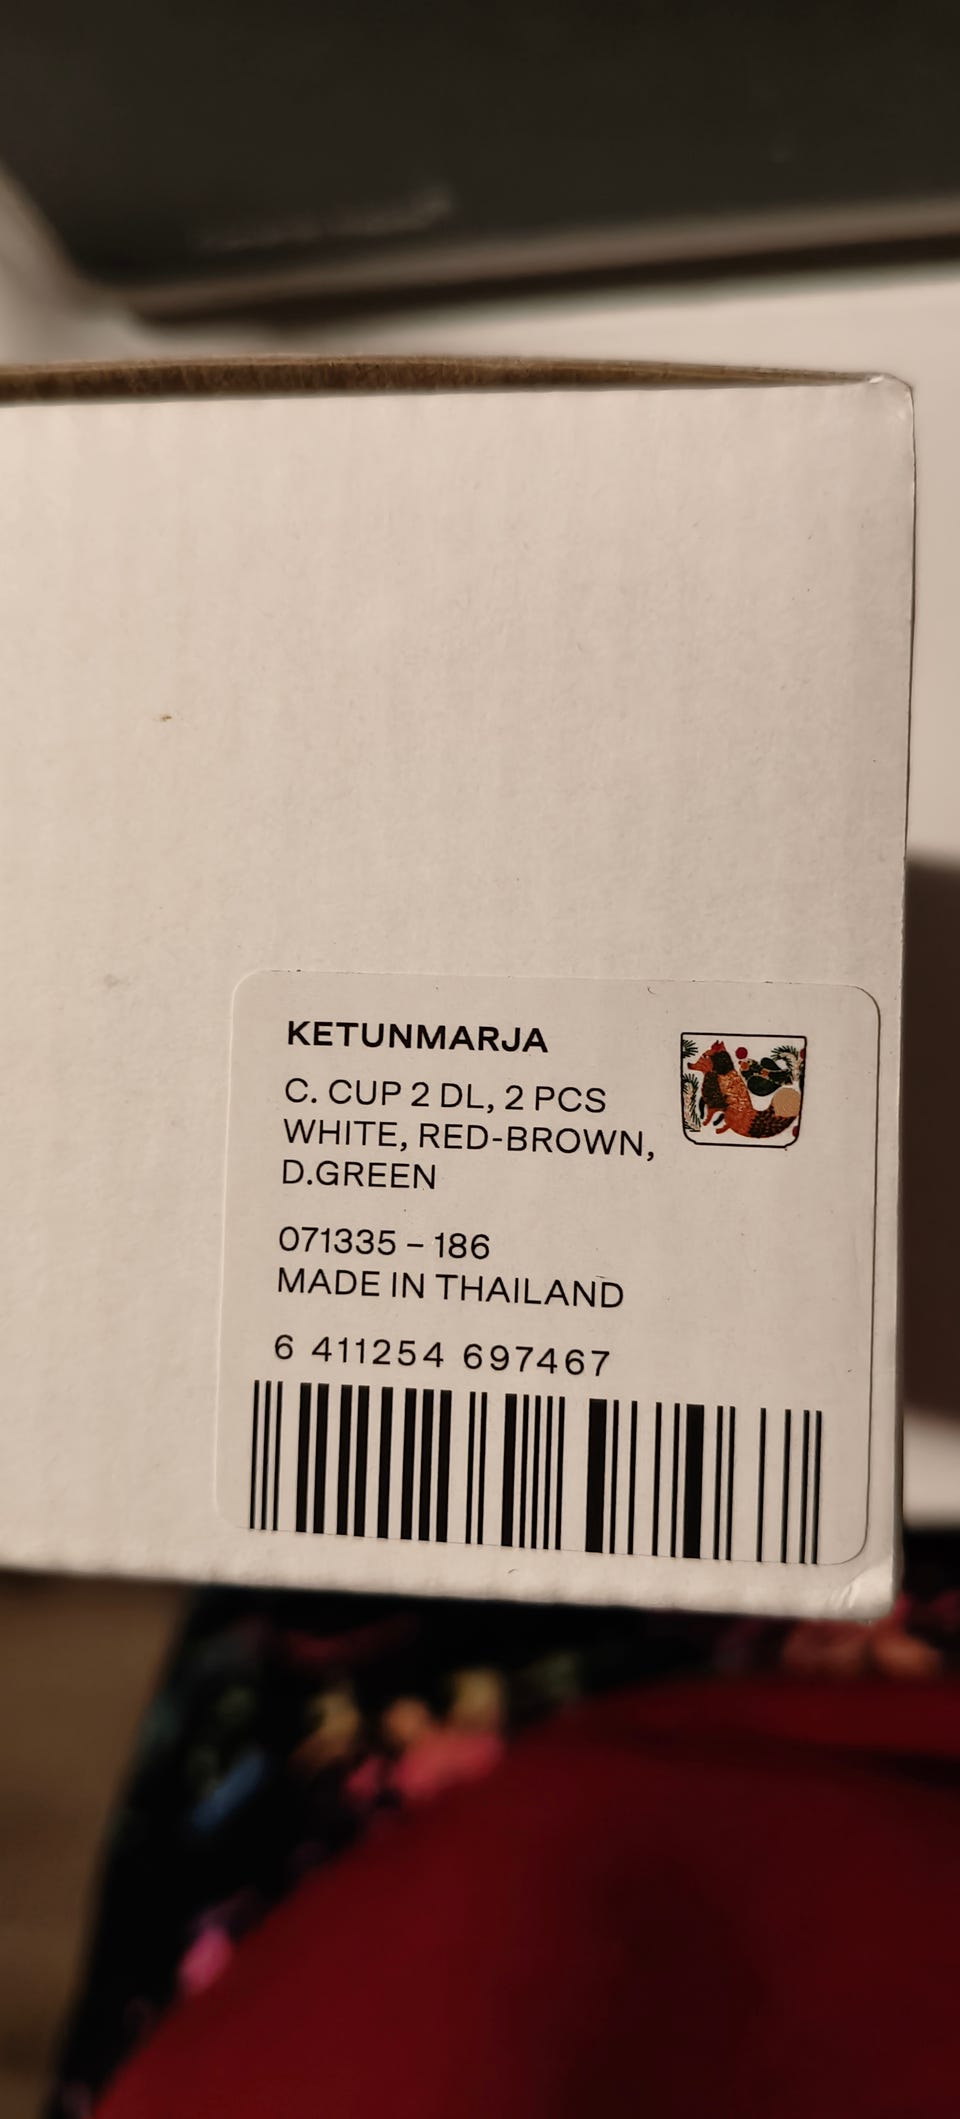 KETUNMARJA
C. CUP 2 DL, 2 PCS
WHITE, RED-BROWN,
D.GREEN
071335 – 186
MADE IN THAILAND
6 411254 697467